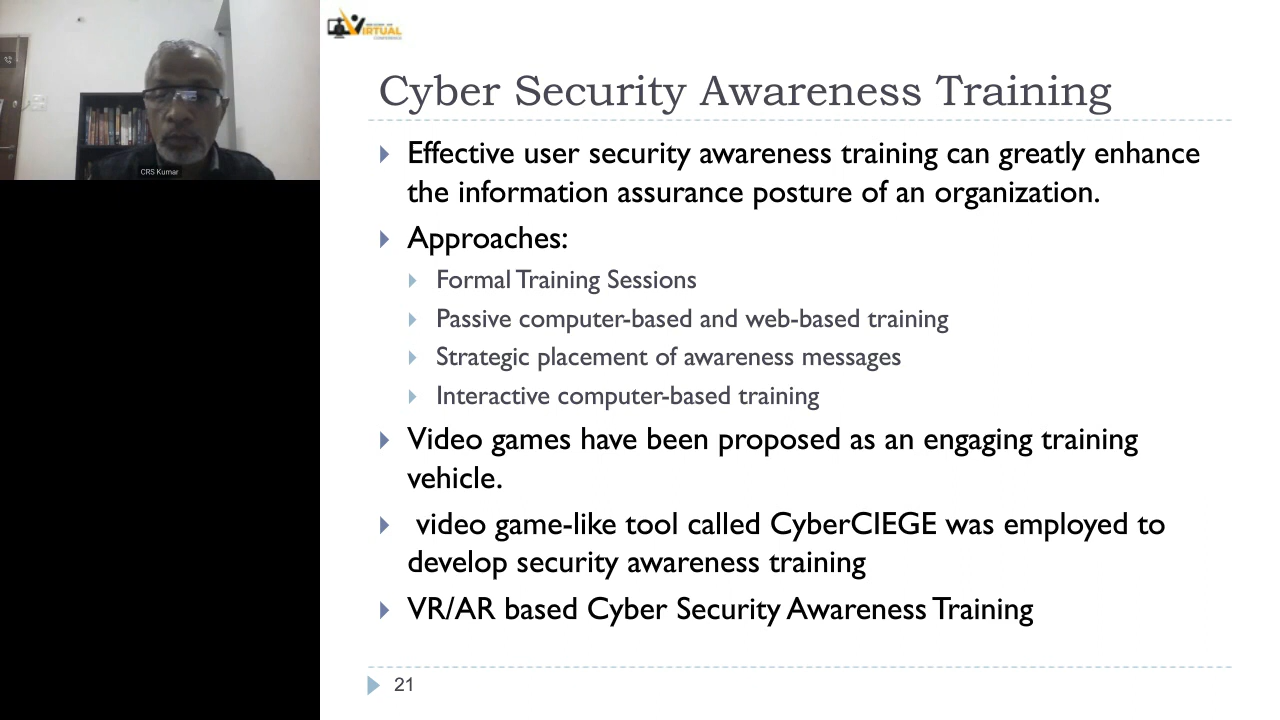 VIRTUAL
CONFERENCE
Cyber Security Awareness Training
Effective user security awareness training can greatly enhance
the information assurance posture of an organization.
Approaches:
Formal Training Sessions
Passive computer-based and web-based training
Strategic placement of awareness messages
Interactive computer-based training
Video games have been proposed as an engaging training
vehicle.
video game-like tool called CyberCIEGE was employed to
develop security awareness training
VR/AR based Cyber Security Awareness Training
21
CRS Kumar